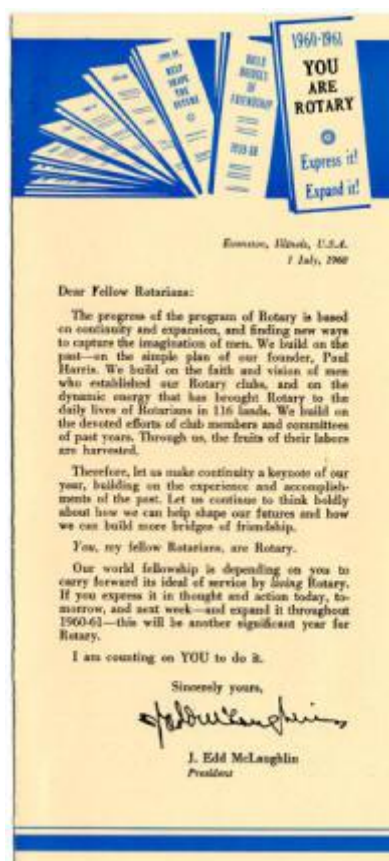 HELP
SHAPE
THE
FUTURE
BUILD
BRIDGES
OF
FRIENDSHIP
1960-1961
YOU
ARE
ROTARY
Express it!
Expand it!
Evanston, Illinois, U.S.A.
1 July, 1960
Dear Fellow Rotarians:
The progress of the program of Rotary is based
on continuity and expansion, and finding new ways
to capture the imagination of men. We build on the
past—on the simple plan of our founder, Paul
Harris. We build on the faith and vision of men
who established our Rotary clubs, and on the
dynamic energy that has brought Rotary to the
daily lives of Rotarians in 116 lands. We build on
the devoted efforts of club members and committees
of past years. Through us, the fruits of their labors
are harvested.
Therefore, let us make continuity a keynote of our
year, building on the experience and accomplish-
ments of the past. Let us continue to think boldly
about how we can help shape our futures and how
we can build more bridges of friendship.
You, my fellow Rotarians, are Rotary.
Our world fellowship is depending on you to
carry forward its ideal of service by living Rotary.
If you express it in thought and action today, to-
morrow, and next week—and expand it throughout
1960-61—this will be another significant year for
Rotary.
I am counting on YOU to do it.
Sincerely yours,
J Edd McLaughlin
J. Edd McLaughlin
President